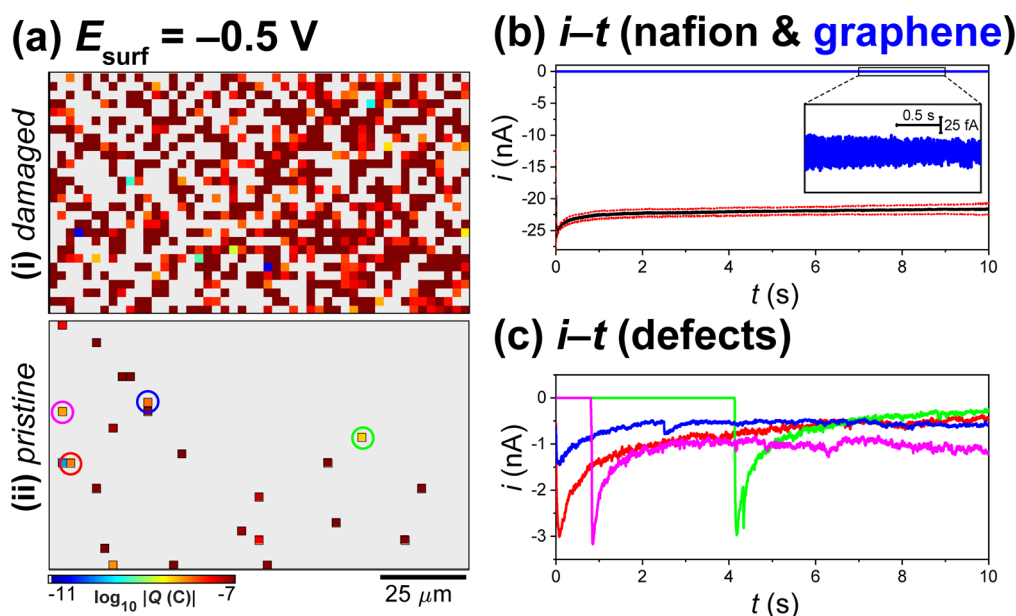 (a) E_surf = –0.5 V
(i) damaged
(ii) pristine
-11 log₁₀ |Q (C)| -7
25 μm
(b) i–t (nafion & graphene)
0
-5
-10
-15
-20
-25
i (nA)
0.5 s
25 fA
0 2 4 6 8 10
t (s)
(c) i–t (defects)
0
-1
-2
-3
i (nA)
0 2 4 6 8 10
t (s)